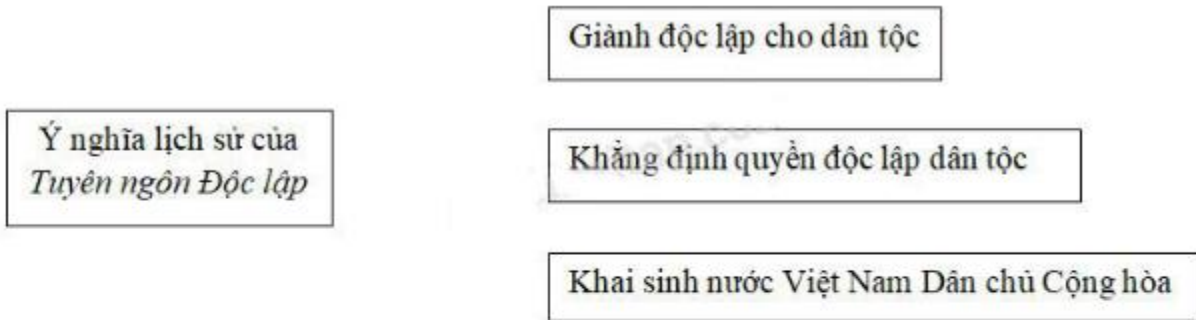 Giành độc lập cho dân tộc
Ý nghĩa lịch sử của
Tuyên ngôn Độc lập
Khẳng định quyền độc lập dân tộc
Khai sinh nước Việt Nam Dân chủ Cộng hòa